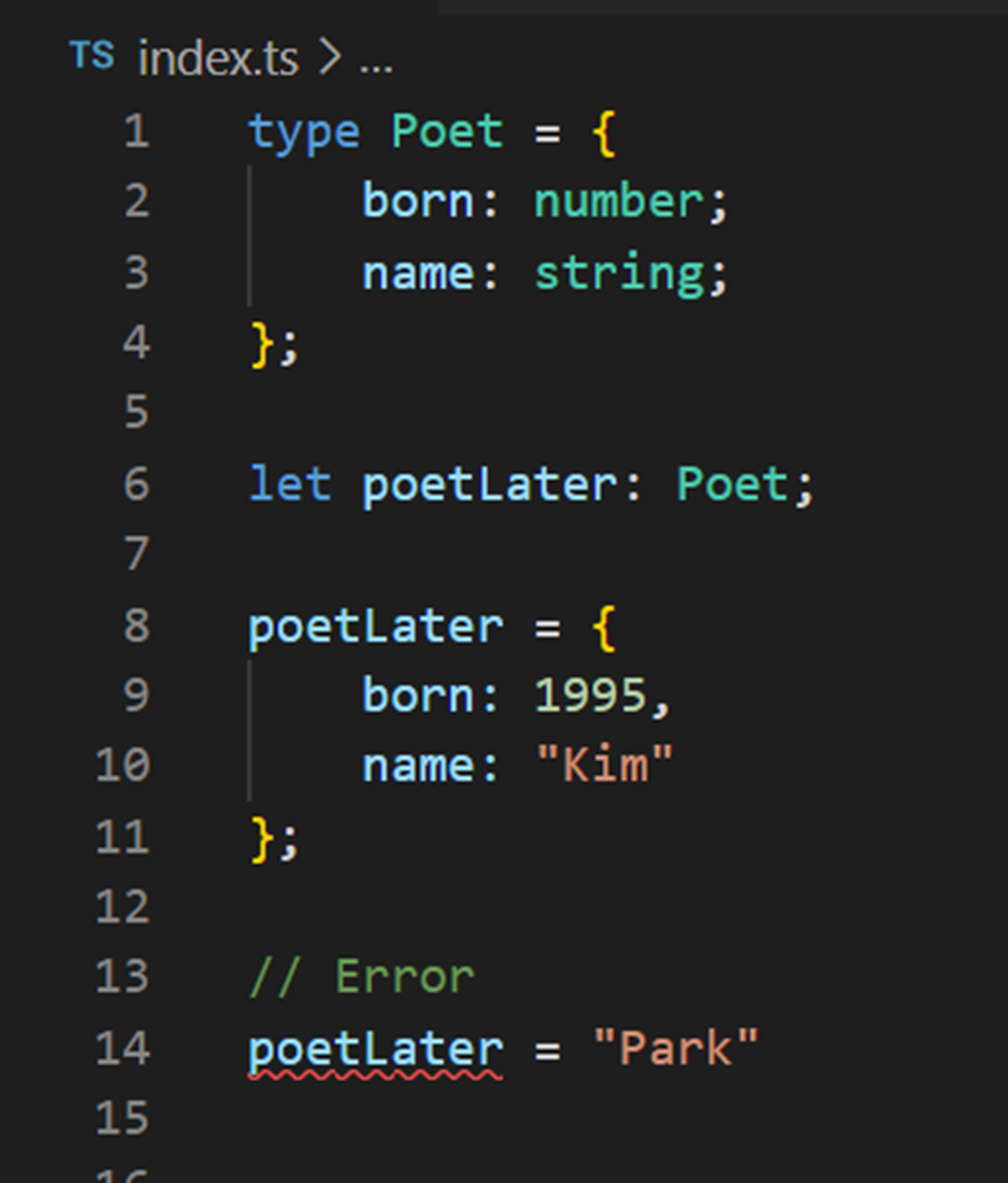 TS index.ts > ...
1 type Poet = {
2     born: number;
3     name: string;
4 };
5
6 let poetLater: Poet;
7
8 poetLater = {
9     born: 1995,
10     name: "Kim"
11 };
12
13 // Error
14 poetLater = "Park"
15
16